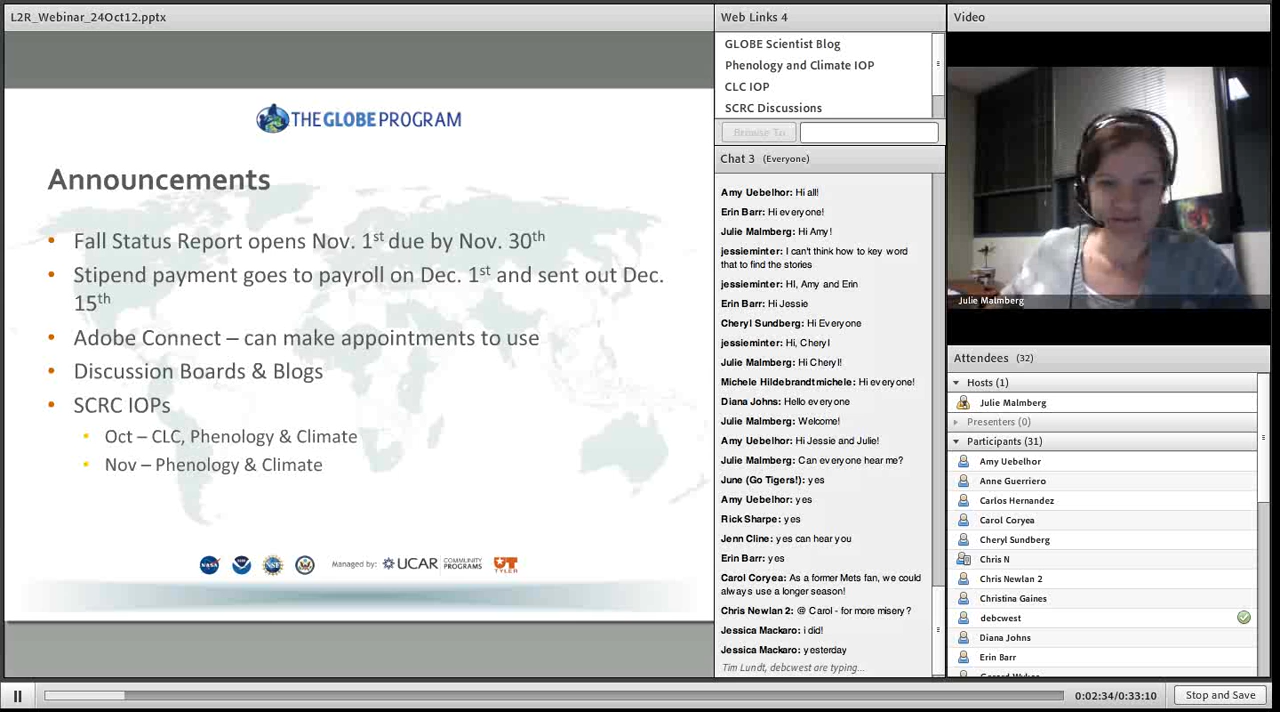 L2R_Webinar_24Oct12.pptx
THE GLOBE PROGRAM
Announcements
• Fall Status Report opens Nov. 1st due by Nov. 30th
• Stipend payment goes to payroll on Dec. 1st and sent out Dec.
15th
• Adobe Connect – can make appointments to use
• Discussion Boards & Blogs
• SCRC IOPs
• Oct – CLC, Phenology & Climate
• Nov – Phenology & Climate
NASA
NSF
Managed by:
UCAR
COMMUNITY
PROGRAMS
UT
TYLER
Web Links 4
GLOBE Scientist Blog
Phenology and Climate IOP
CLC IOP
SCRC Discussions
Browse To
Chat 3 (Everyone)
Amy Uebelhor: Hi all!
Erin Barr: Hi everyone!
Julie Malmberg: Hi Amy!
jessieminter: I can't think how to key word
that to find the stories
jessieminter: HI, Amy and Erin
Erin Barr: Hi Jessie
Cheryl Sundberg: Hi Everyone
jessieminter: Hi, Cheryl
Julie Malmberg: Hi Cheryl!
Michele Hildebrandtmichele: Hi everyone!
Diana Johns: Hello everyone
Julie Malmberg: Welcome!
Amy Uebelhor: Hi Jessie and Julie!
Julie Malmberg: Can everyone hear me?
June (Go Tigers!): yes
Amy Uebelhor: yes
Rick Sharpe: yes
Jenn Cline: yes can hear you
Erin Barr: yes
Carol Coryea: As a former Mets fan, we could
always use a longer season!
Chris Newlan 2: @ Carol - for more misery?
Jessica Mackaro: i did!
Jessica Mackaro: yesterday
Tim Lundt, debcwest are typing...
Video
Julie Malmberg
Attendees (32)
Hosts (1)
Julie Malmberg
Presenters (0)
Participants (31)
Amy Uebelhor
Anne Guerriero
Carlos Hernandez
Carol Coryea
Cheryl Sundberg
Chris N
Chris Newlan 2
Christina Gaines
debcwest
Diana Johns
Erin Barr
0:02:34/0:33:10
Stop and Save